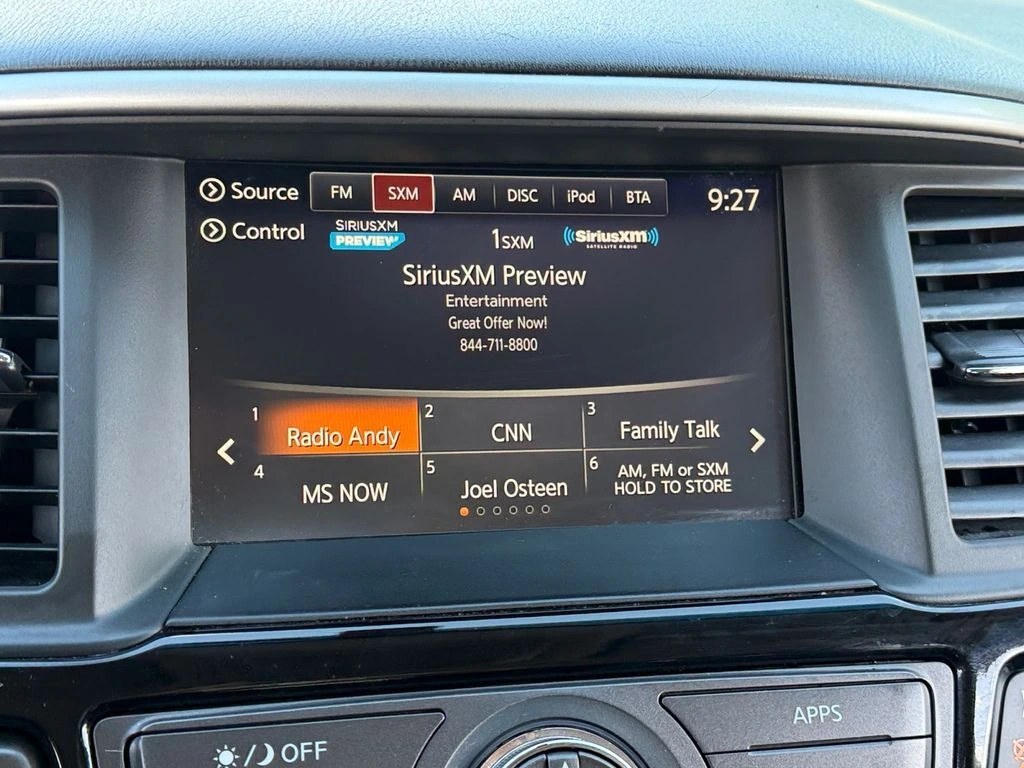 Source FM SXM AM DISC iPod BTA 9:27
Control SIRIUSXM PREVIEW 1 SXM SiriusXM SATELLITE RADIO
SiriusXM Preview
Entertainment
Great Offer Now!
844-711-8800
1 Radio Andy 2 CNN 3 Family Talk
4 MS NOW 5 Joel Osteen 6 AM, FM or SXM
HOLD TO STORE
APPS
OFF